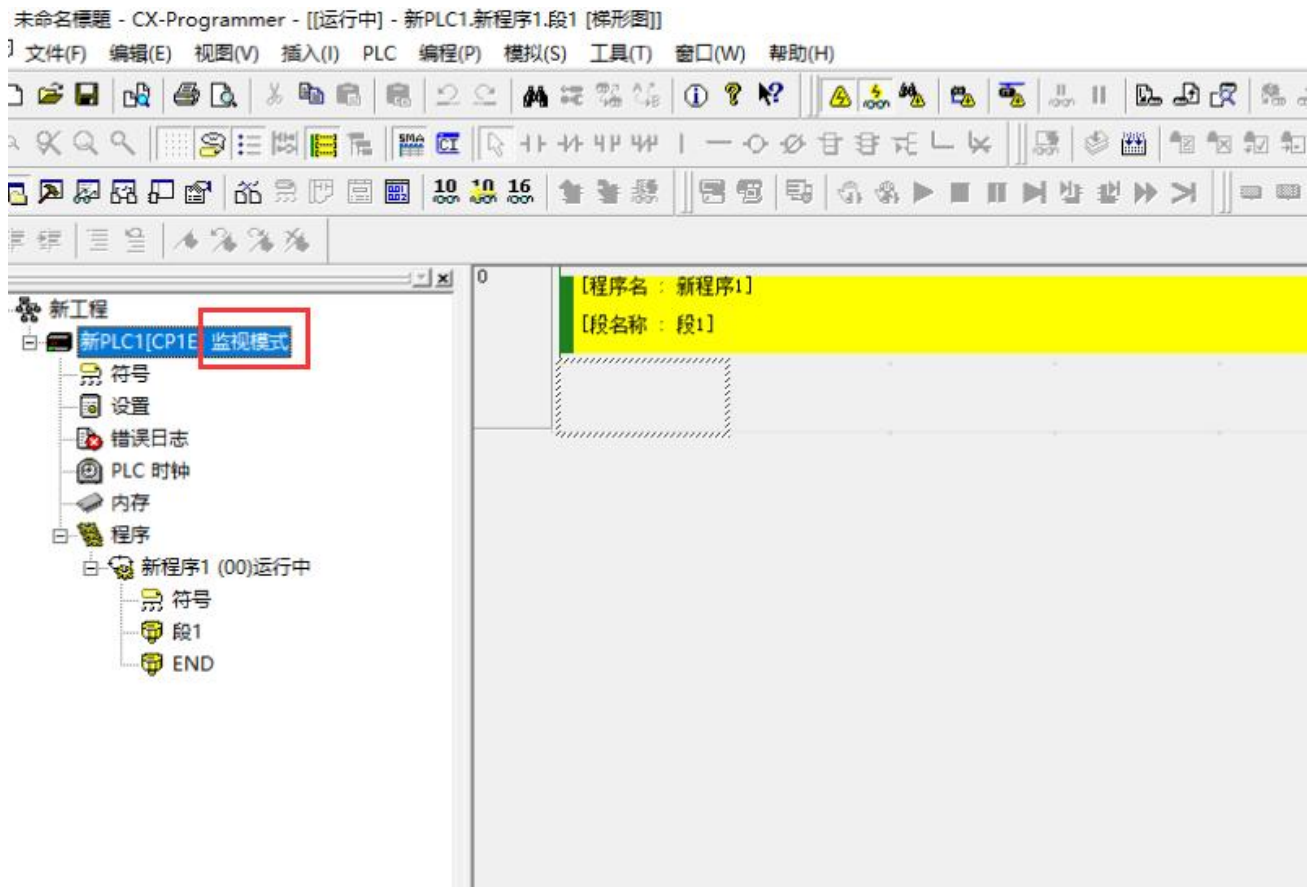 未命名標題 - CX-Programmer - [[运行中] - 新PLC1.新程序1.段1 [梯形图]]
文件(F) 编辑(E) 视图(V) 插入(I) PLC 编程(P) 模拟(S) 工具(T) 窗口(W) 帮助(H)
SMA CI
10 10 16
新工程
新PLC1[CP1E] 监视模式
符号
设置
错误日志
PLC 时钟
内存
程序
新程序1 (00)运行中
符号
段1
END
0
[程序名 : 新程序1]
[段名称 : 段1]